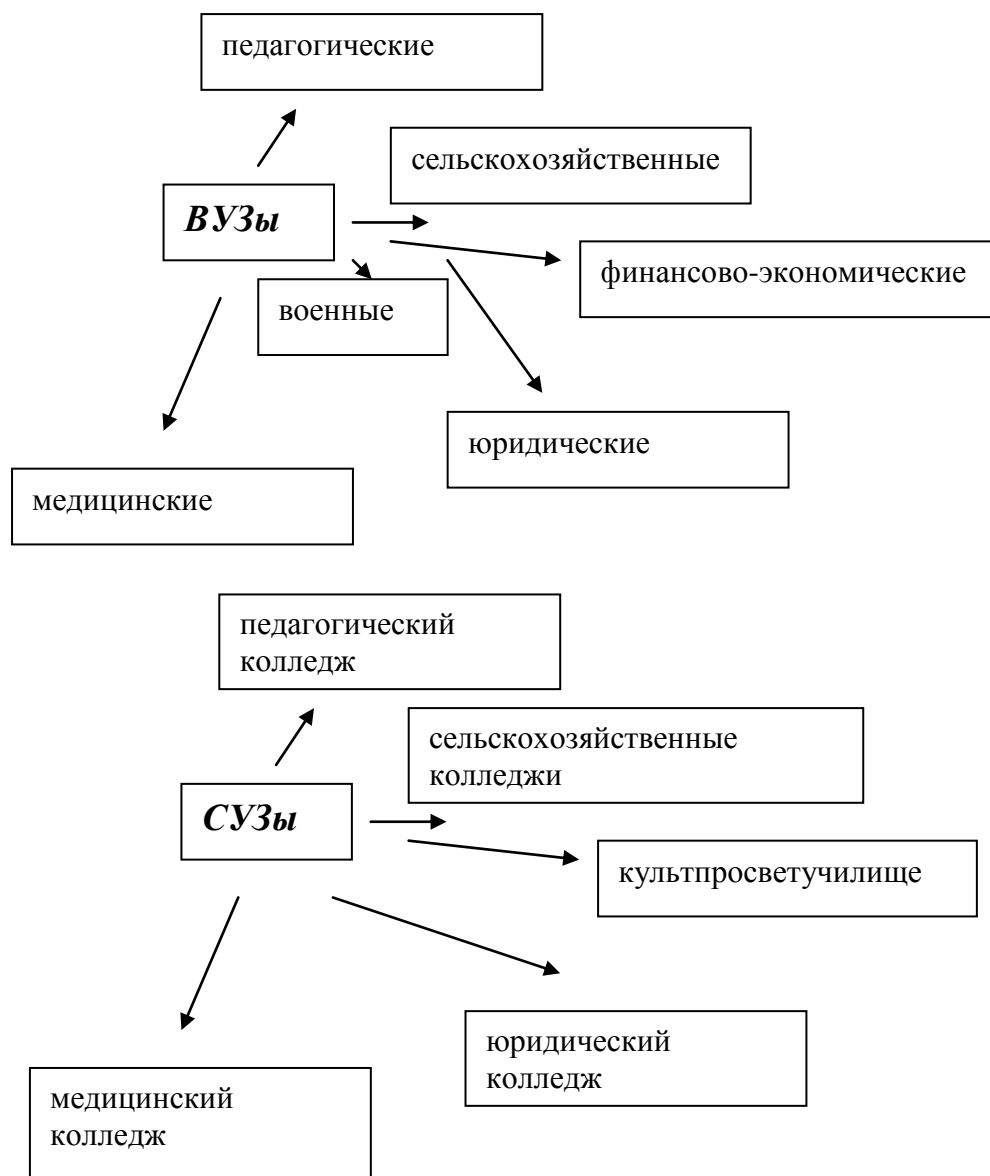 педагогические
сельскохозяйственные
ВУЗы
финансово-экономические
военные
юридические
медицинские
педагогический
колледж
сельскохозяйственные
колледжи
СУЗы
культпросветучилище
юридический
колледж
медицинский
колледж